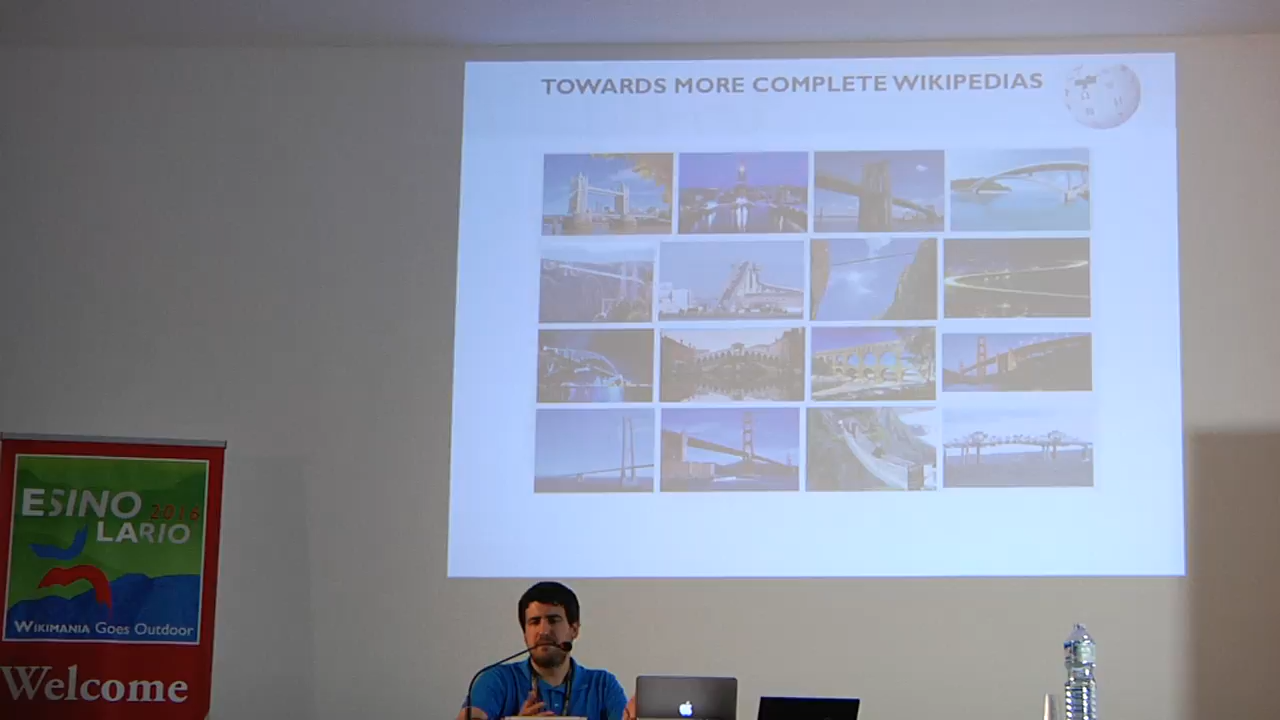 TOWARDS MORE COMPLETE WIKIPEDIAS
ESINO 2016
LARIO
WIKIMANIA Goes Outdoor
Welcome